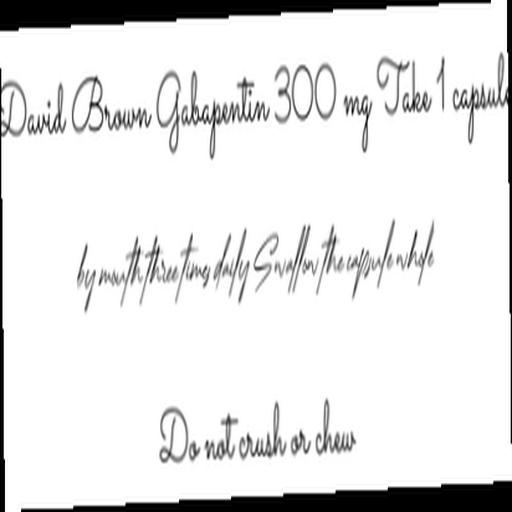 David Brown Gabapentin 300 mg Take 1 capsule
by mouth three times daily Swallow the capsule whole
Do not crush or chew